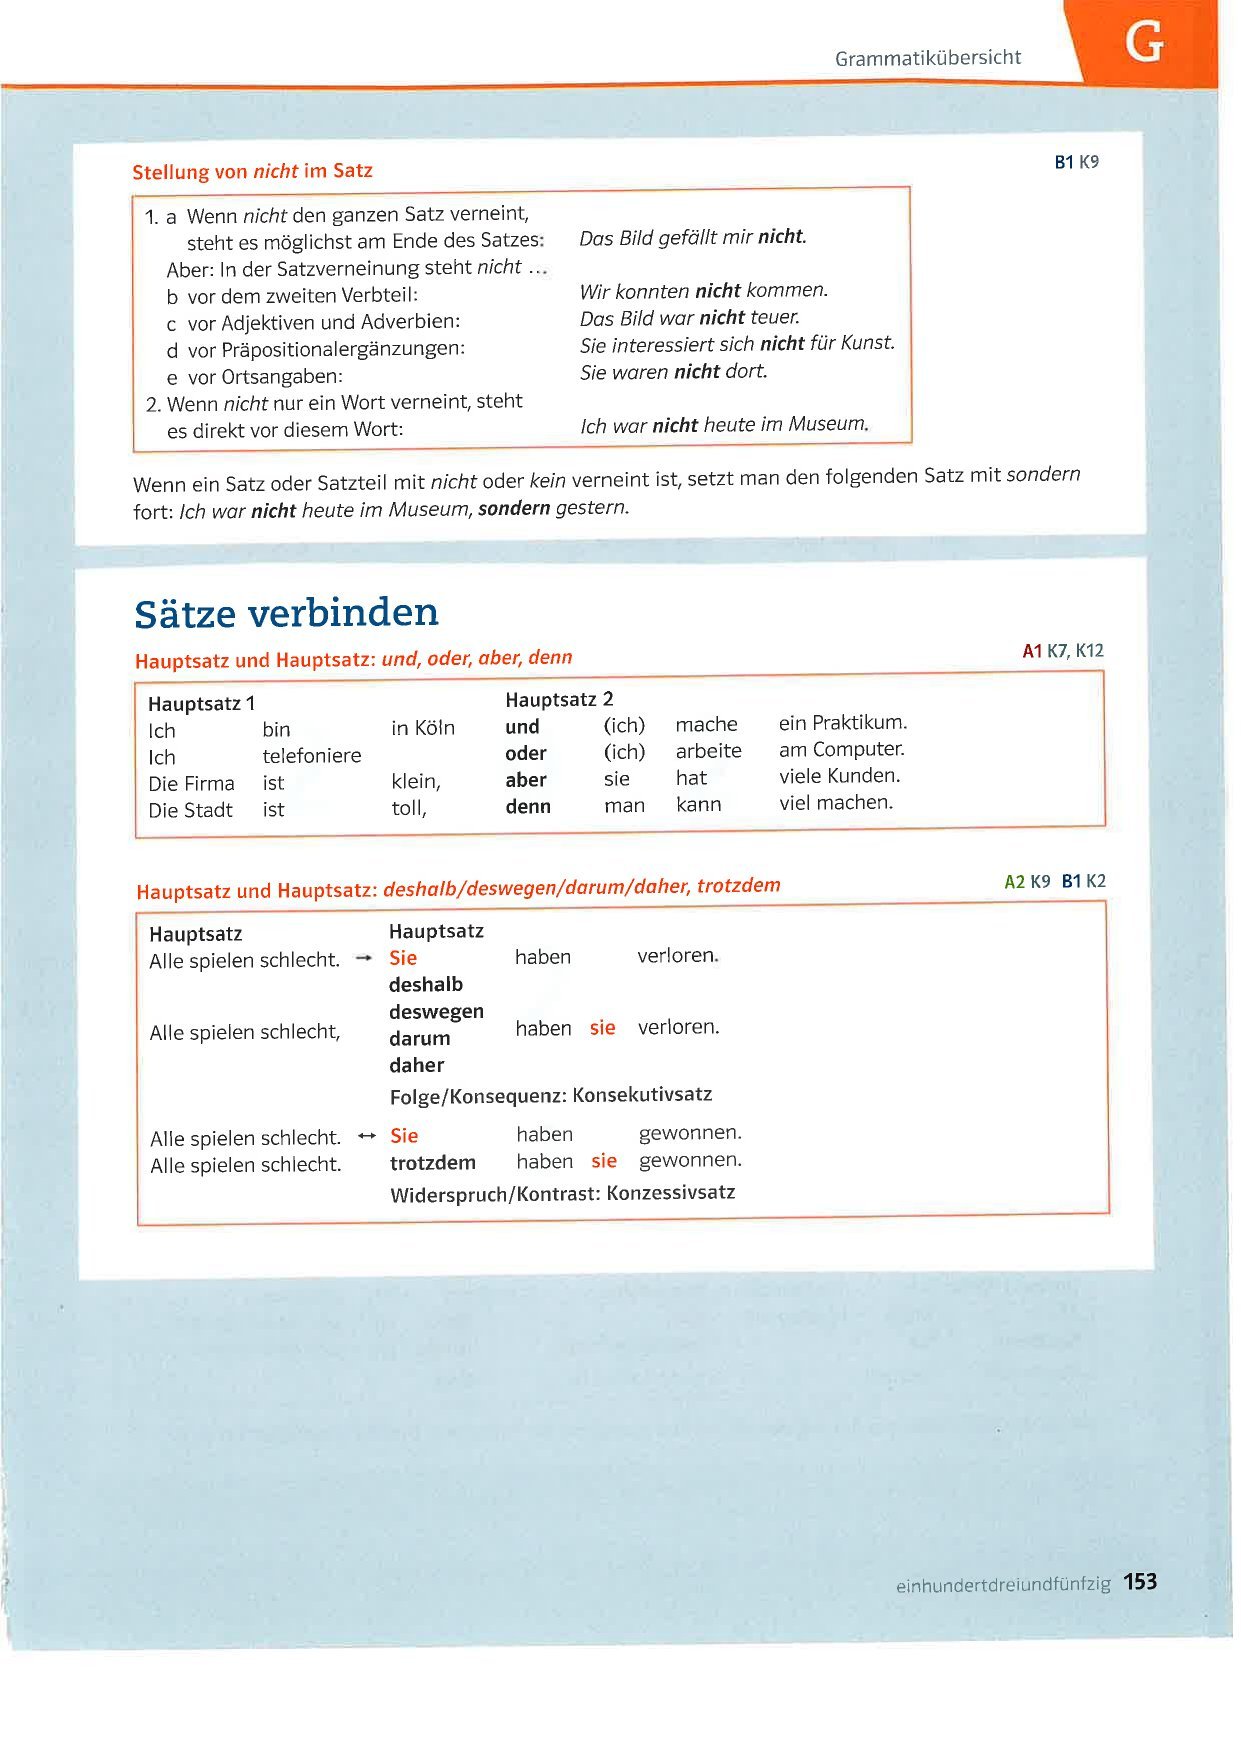 Grammatikübersicht G
Stellung von nicht im Satz B1 K9
1. a Wenn nicht den ganzen Satz verneint,
steht es möglichst am Ende des Satzes: Das Bild gefällt mir nicht.
Aber: In der Satzverneinung steht nicht ...
b vor dem zweiten Verbteil: Wir konnten nicht kommen.
c vor Adjektiven und Adverbien: Das Bild war nicht teuer.
d vor Präpositionalergänzungen: Sie interessiert sich nicht für Kunst.
e vor Ortsangaben: Sie waren nicht dort.
2. Wenn nicht nur ein Wort verneint, steht
es direkt vor diesem Wort: Ich war nicht heute im Museum.
Wenn ein Satz oder Satzteil mit nicht oder kein verneint ist, setzt man den folgenden Satz mit sondern
fort: Ich war nicht heute im Museum, sondern gestern.
Sätze verbinden
Hauptsatz und Hauptsatz: und, oder, aber, denn A1 K7, K12
Hauptsatz 1 Hauptsatz 2
Ich bin in Köln und (ich) mache ein Praktikum.
Ich telefoniere oder (ich) arbeite am Computer.
Die Firma ist klein, aber sie hat viele Kunden.
Die Stadt ist toll, denn man kann viel machen.
Hauptsatz und Hauptsatz: deshalb/deswegen/darum/daher, trotzdem A2 K9 B1 K2
Hauptsatz Hauptsatz
Alle spielen schlecht. → Sie haben verloren.
deshalb
deswegen
Alle spielen schlecht, darum haben sie verloren.
daher
Folge/Konsequenz: Konsekutivsatz
Alle spielen schlecht. ↔ Sie haben gewonnen.
Alle spielen schlecht. trotzdem haben sie gewonnen.
Widerspruch/Kontrast: Konzessivsatz
einhundertdreiundfünfzig 153